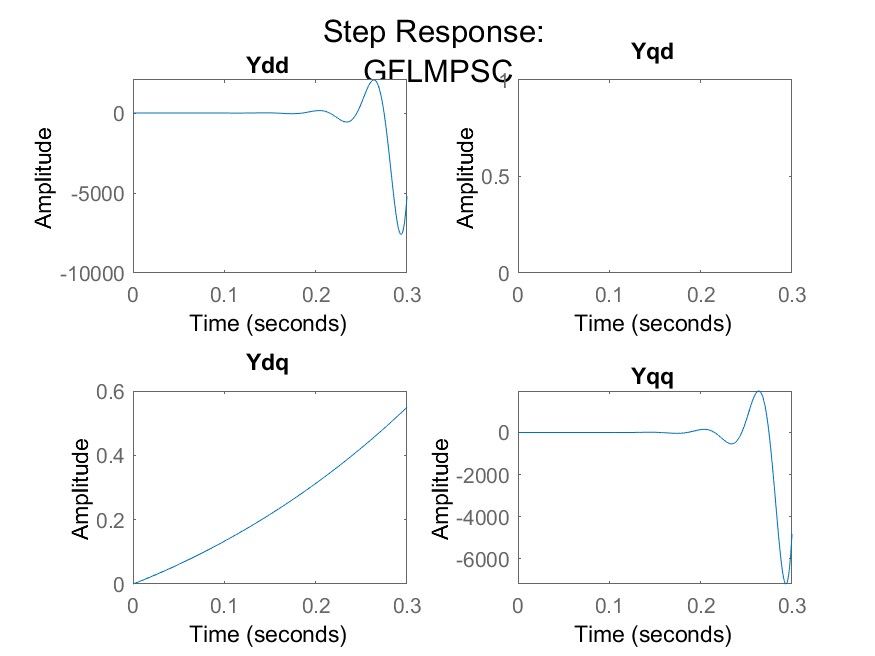 Step Response:
GFLMPSC
Ydd
0
-5000
-10000
Amplitude
0 0.1 0.2 0.3
Time (seconds)
Yqd
1
0.5
0
Amplitude
0 0.1 0.2 0.3
Time (seconds)
Ydq
0.6
0.4
0.2
0
Amplitude
0 0.1 0.2 0.3
Time (seconds)
Yqq
0
-2000
-4000
-6000
Amplitude
0 0.1 0.2 0.3
Time (seconds)